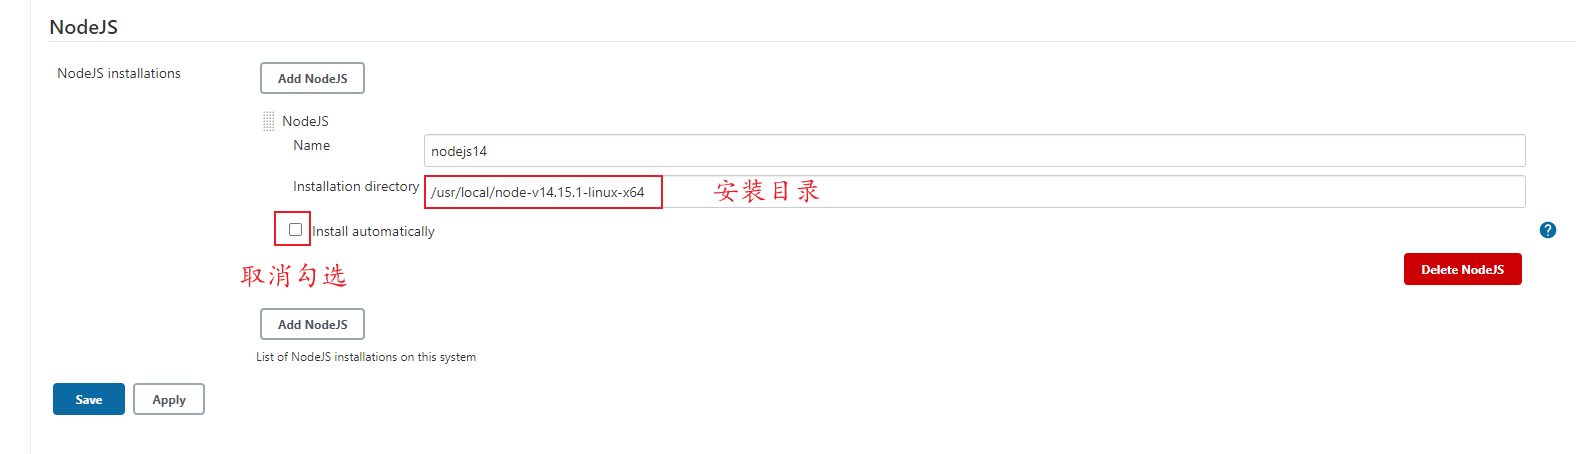 NodeJS
NodeJS installations
Add NodeJS
NodeJS
Name
nodejs14
Installation directory
/usr/local/node-v14.15.1-linux-x64
安装目录
Install automatically
?
取消勾选
Delete NodeJS
Add NodeJS
List of NodeJS installations on this system
Save
Apply